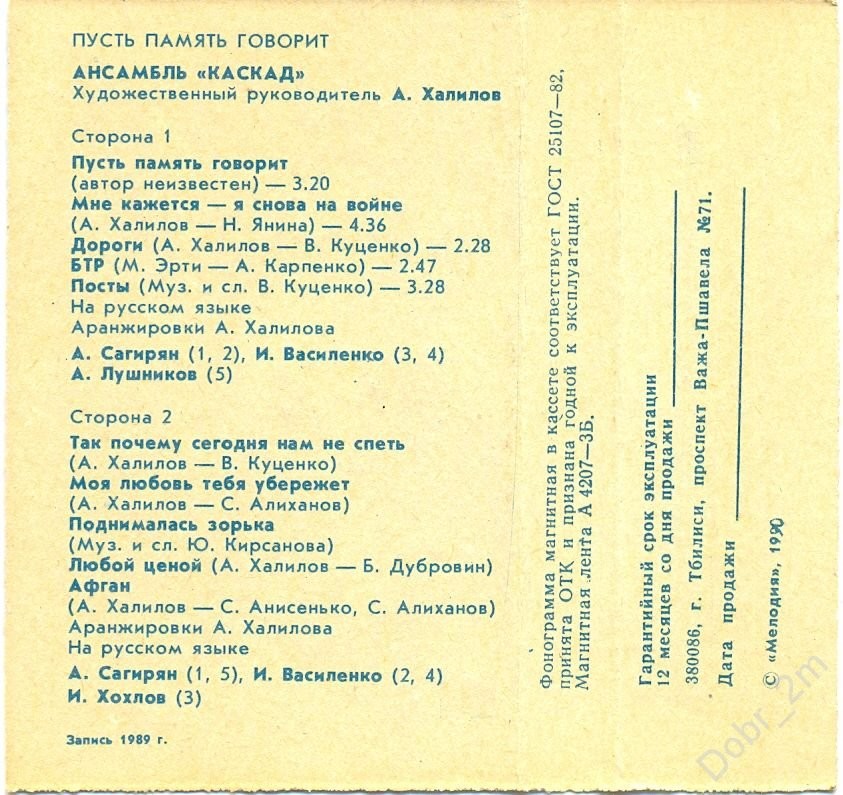 ПУСТЬ ПАМЯТЬ ГОВОРИТ
АНСАМБЛЬ «КАСКАД»
Художественный руководитель А. Халилов
Сторона 1
Пусть память говорит
(автор неизвестен) — 3.20
Мне кажется — я снова на войне
(А. Халилов — Н. Янина) — 4.36
Дороги (А. Халилов — В. Куценко) — 2.28
БТР (М. Эрти — А. Карпенко) — 2.47
Посты (Муз. и сл. В. Куценко) — 3.28
На русском языке
Аранжировки А. Халилова
А. Сагирян (1, 2), И. Василенко (3, 4)
А. Лушников (5)
Сторона 2
Так почему сегодня нам не спеть
(А. Халилов — В. Куценко)
Моя любовь тебя убережет
(А. Халилов — С. Алиханов)
Поднималась зорька
(Муз. и сл. Ю. Кирсанова)
Любой ценой (А. Халилов — Б. Дубровин)
Афган
(А. Халилов — С. Анисенько, С. Алиханов)
Аранжировки А. Халилова
На русском языке
А. Сагирян (1, 5), И. Василенко (2, 4)
И. Хохлов (3)
Запись 1989 г.
Фонограмма магнитная в кассете соответствует ГОСТ 25107—82,
принята ОТК и признана годной к эксплуатации.
Магнитная лента А 4207—3Б.
Гарантийный срок эксплуатации
12 месяцев со дня продажи
380086, г. Тбилиси, проспект Важа-Пшавела №71.
Дата продажи
© «Мелодия», 1990
Dobr_2m